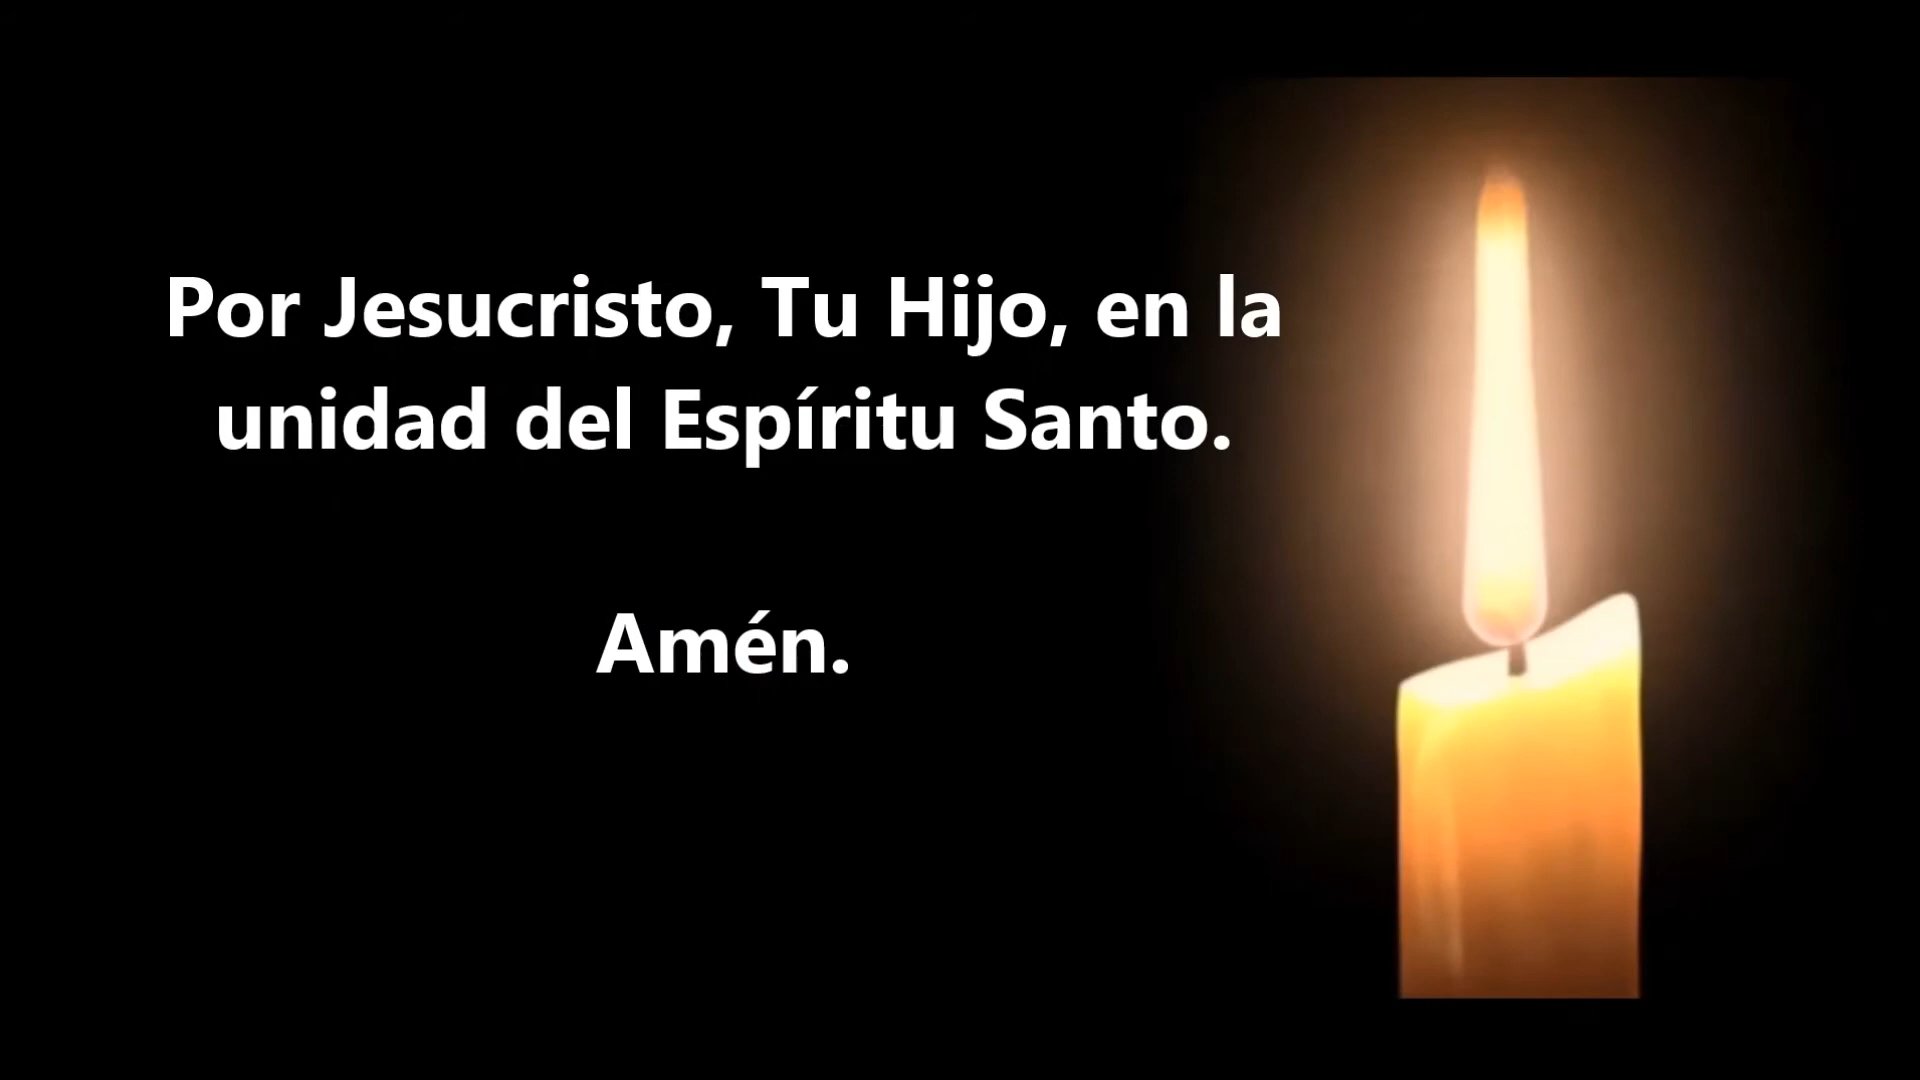 Por Jesucristo, Tu Hijo, en la
unidad del Espíritu Santo.
Amén.